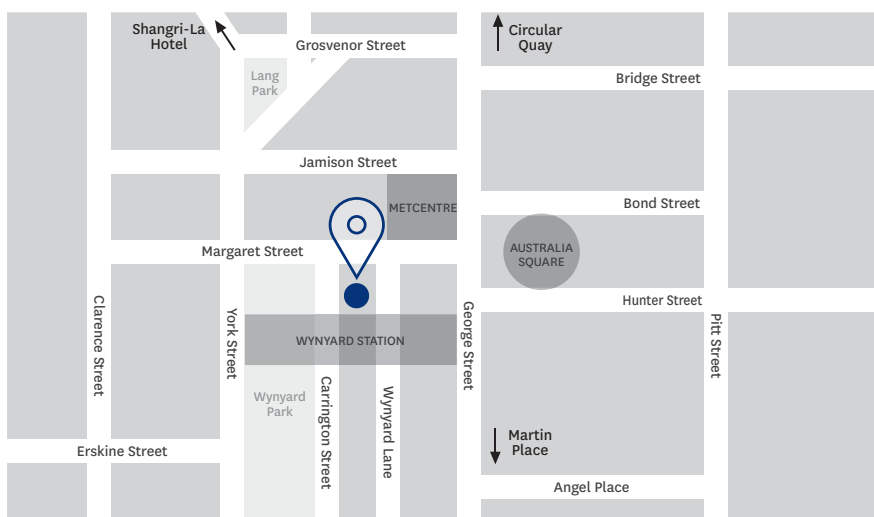 Shangri-La
Hotel
Grosvenor Street
Circular
Quay
Lang
Park
Bridge Street
Jamison Street
METCENTRE
Bond Street
Margaret Street
AUSTRALIA
SQUARE
Clarence Street
York Street
Hunter Street
George Street
Pitt Street
WYNYARD STATION
Wynyard
Park
Carrington Street
Wynyard Lane
Martin
Place
Erskine Street
Angel Place